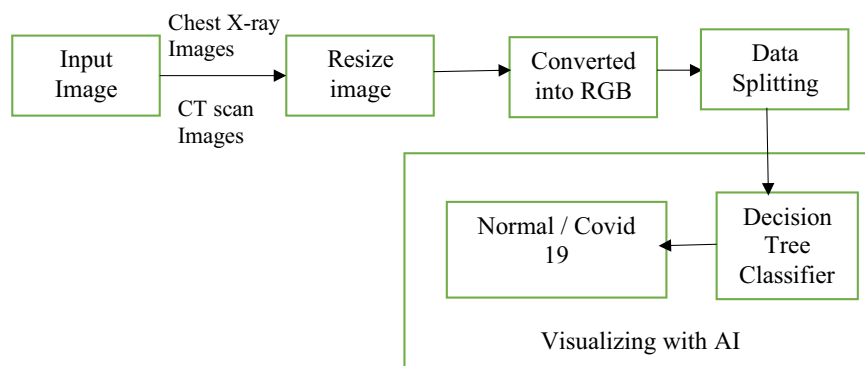 Input
Image
Chest X-ray
Images
CT scan
Images
Resize
image
Converted
into RGB
Data
Splitting
Decision
Tree
Classifier
Normal / Covid
19
Visualizing with AI